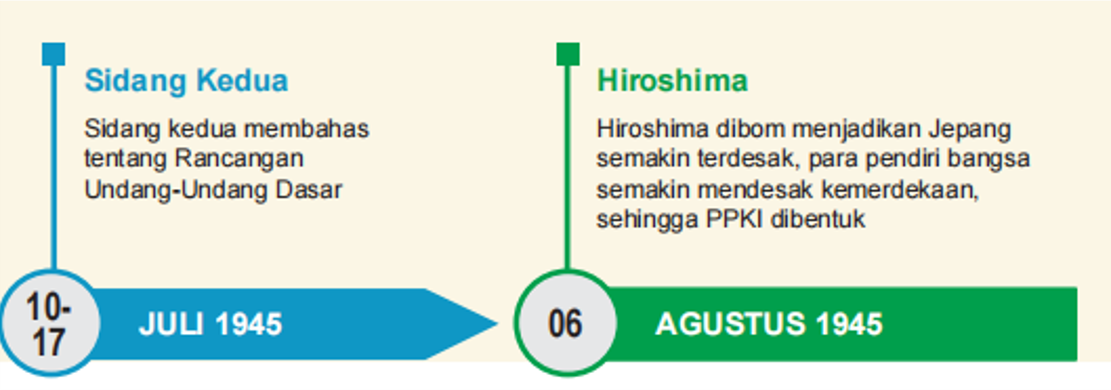 Sidang Kedua
Sidang kedua membahas
tentang Rancangan
Undang-Undang Dasar
10-
17
JULI 1945
Hiroshima
Hiroshima dibom menjadikan Jepang
semakin terdesak, para pendiri bangsa
semakin mendesak kemerdekaan,
sehingga PPKI dibentuk
06
AGUSTUS 1945